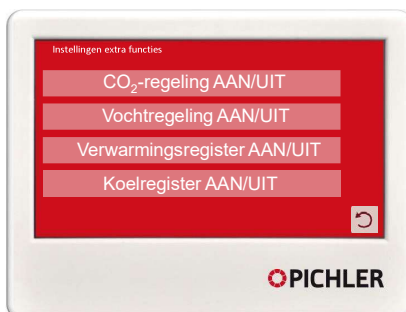 Instellingen extra functies
CO₂-regeling AAN/UIT
Vochtregeling AAN/UIT
Verwarmingsregister AAN/UIT
Koelregister AAN/UIT
PICHLER